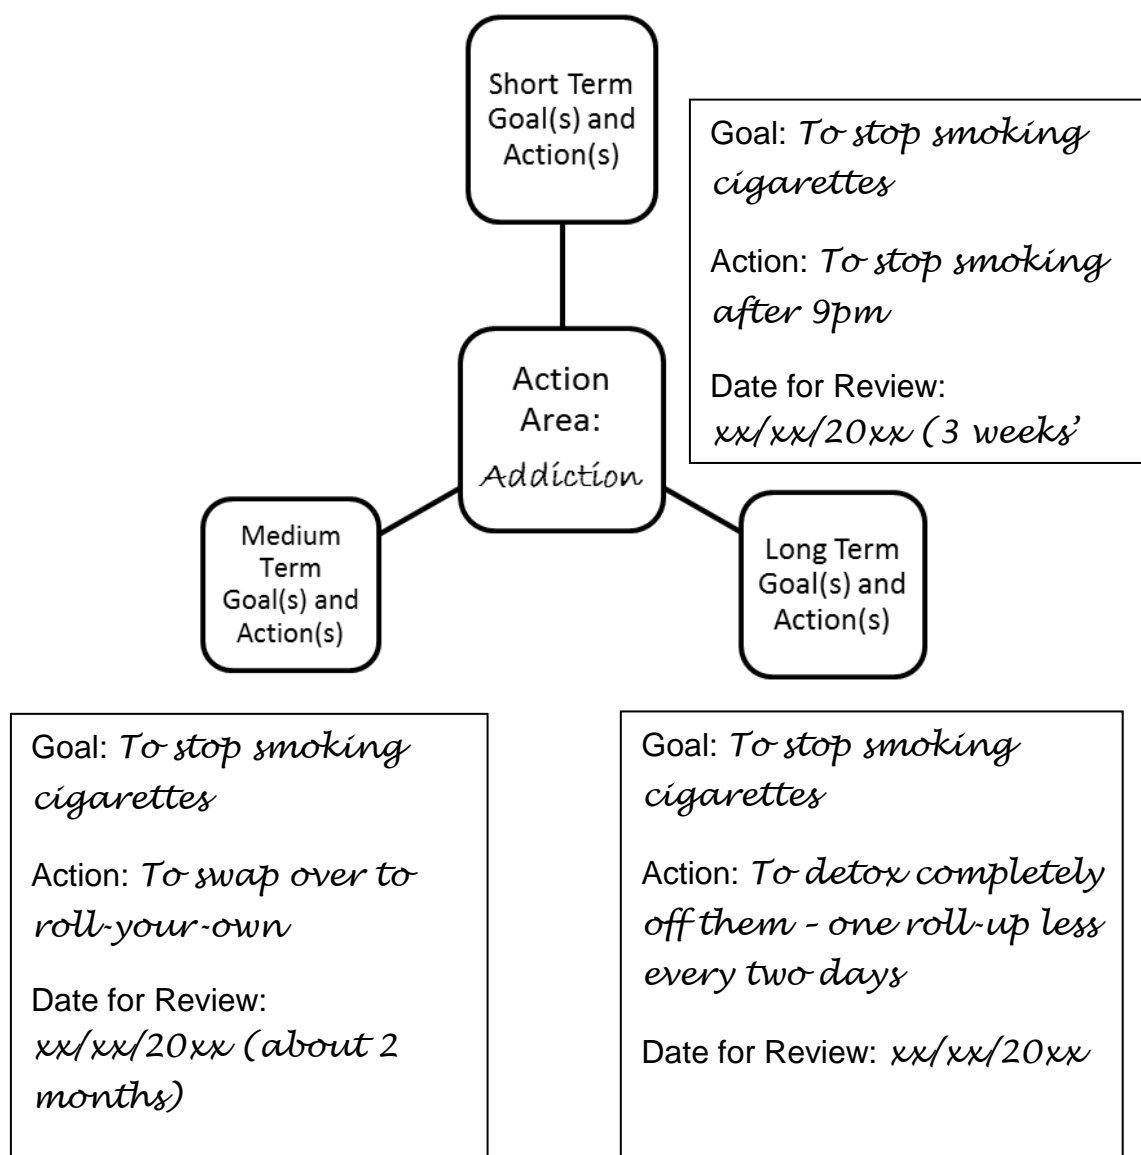 Short Term
Goal(s) and
Action(s)
Goal: To stop smoking
cigarettes
Action: To stop smoking
after 9pm
Date for Review:
xx/xx/20xx (3 weeks’
Action
Area:
Addiction
Medium
Term
Goal(s) and
Action(s)
Long Term
Goal(s) and
Action(s)
Goal: To stop smoking
cigarettes
Action: To swap over to
roll-your-own
Date for Review:
xx/xx/20xx (about 2
months)
Goal: To stop smoking
cigarettes
Action: To detox completely
off them – one roll-up less
every two days
Date for Review: xx/xx/20xx